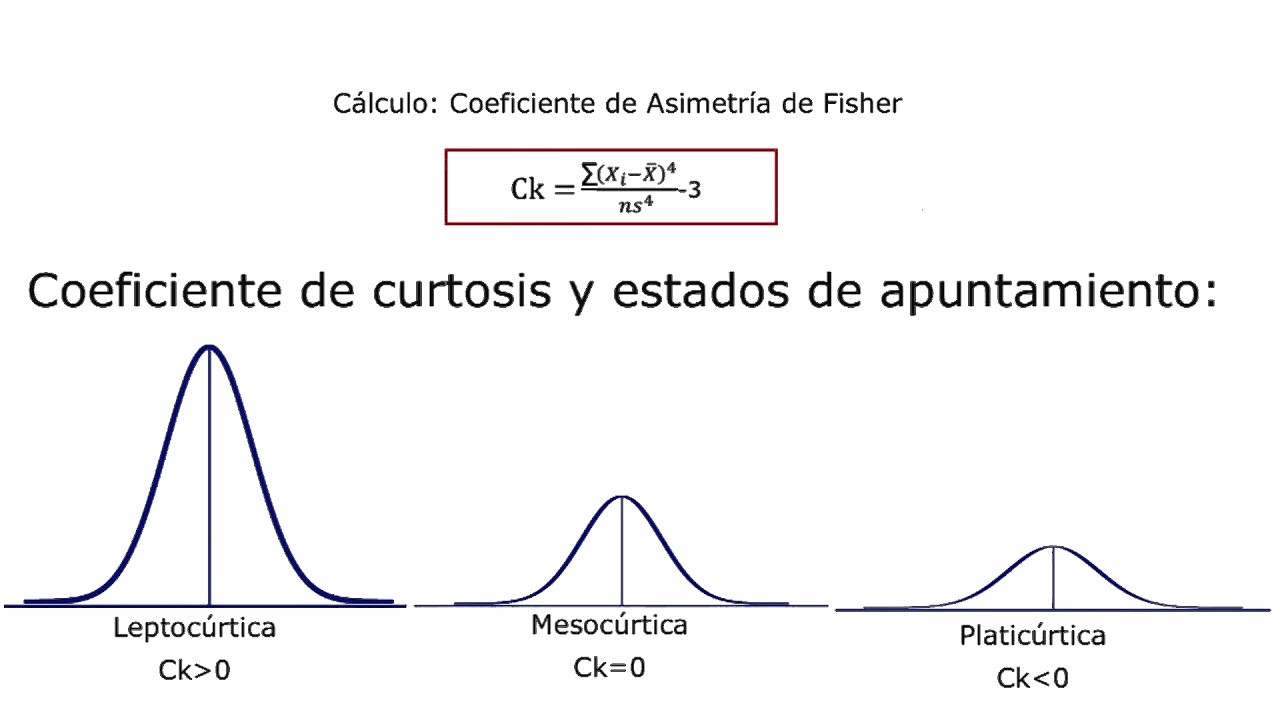 Cálculo: Coeficiente de Asimetría de Fisher
Ck = ∑(Xᵢ−X̄)⁴/ns⁴ -3
Coeficiente de curtosis y estados de apuntamiento:
Leptocúrtica
Ck>0
Mesocúrtica
Ck=0
Platicúrtica
Ck<0